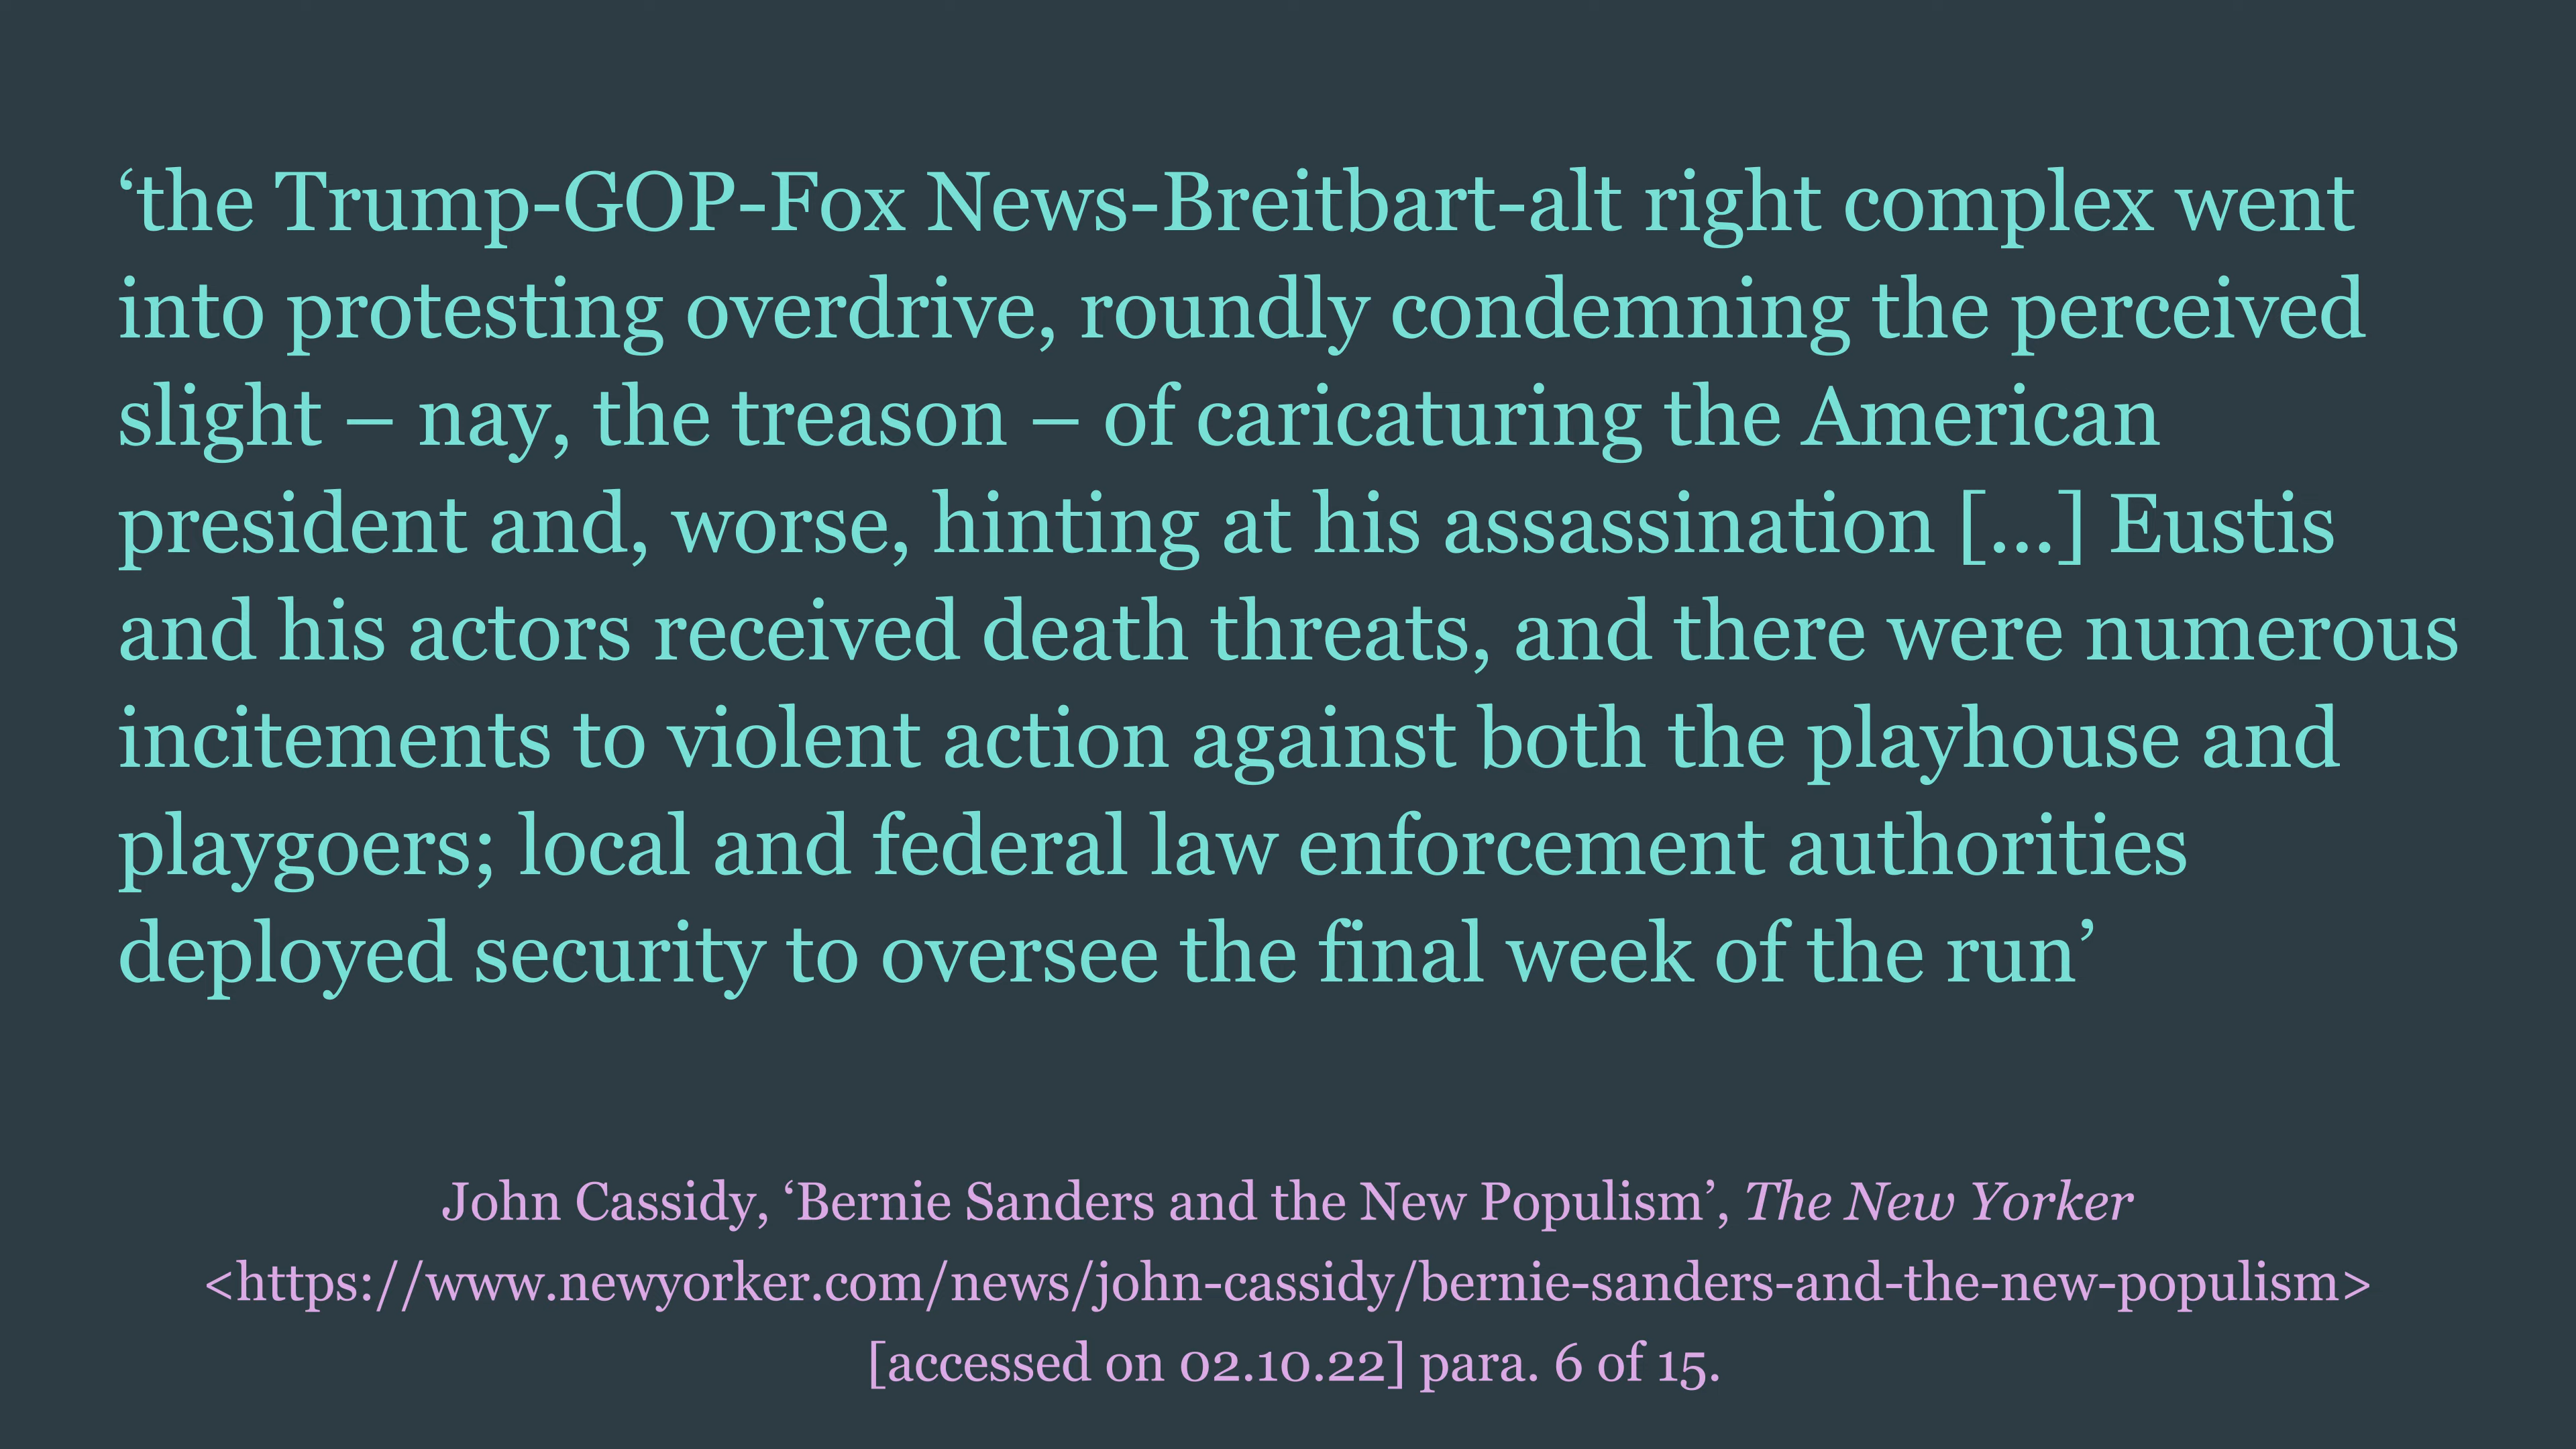 ‘the Trump-GOP-Fox News-Breitbart-alt right complex went
into protesting overdrive, roundly condemning the perceived
slight – nay, the treason – of caricaturing the American
president and, worse, hinting at his assassination [...] Eustis
and his actors received death threats, and there were numerous
incitements to violent action against both the playhouse and
playgoers; local and federal law enforcement authorities
deployed security to oversee the final week of the run’
John Cassidy, ‘Bernie Sanders and the New Populism’, The New Yorker
<https://www.newyorker.com/news/john-cassidy/bernie-sanders-and-the-new-populism>
[accessed on 02.10.22] para. 6 of 15.